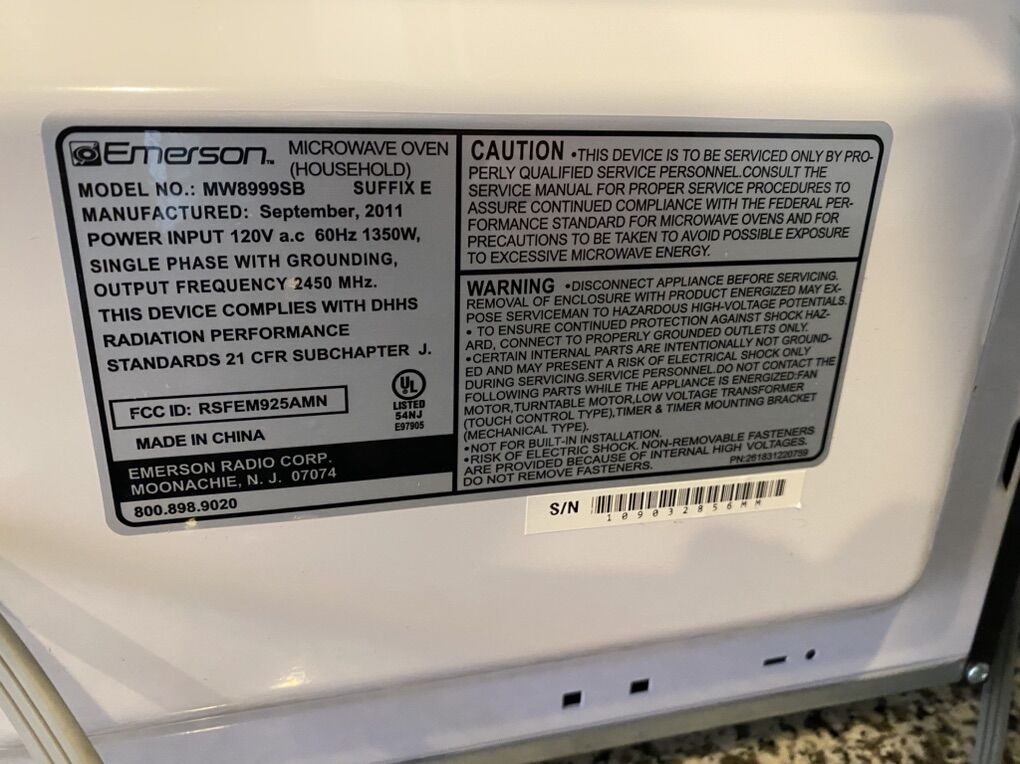 Emerson™ MICROWAVE OVEN
(HOUSEHOLD)
MODEL NO.: MW8999SB SUFFIX E
MANUFACTURED: September, 2011
POWER INPUT 120V a.c 60Hz 1350W,
SINGLE PHASE WITH GROUNDING,
OUTPUT FREQUENCY 2450 MHz.
THIS DEVICE COMPLIES WITH DHHS
RADIATION PERFORMANCE
STANDARDS 21 CFR SUBCHAPTER J.
UL
LISTED
54NJ
E97905
FCC ID: RSFEM925AMN
MADE IN CHINA
EMERSON RADIO CORP.
MOONACHIE, N. J. 07074
800.898.9020
CAUTION •THIS DEVICE IS TO BE SERVICED ONLY BY PRO-
PERLY QUALIFIED SERVICE PERSONNEL.CONSULT THE
SERVICE MANUAL FOR PROPER SERVICE PROCEDURES TO
ASSURE CONTINUED COMPLIANCE WITH THE FEDERAL PER-
FORMANCE STANDARD FOR MICROWAVE OVENS AND FOR
PRECAUTIONS TO BE TAKEN TO AVOID POSSIBLE EXPOSURE
TO EXCESSIVE MICROWAVE ENERGY.
WARNING •DISCONNECT APPLIANCE BEFORE SERVICING.
REMOVAL OF ENCLOSURE WITH PRODUCT ENERGIZED MAY EX-
POSE SERVICEMAN TO HAZARDOUS HIGH-VOLTAGE POTENTIALS.
• TO ENSURE CONTINUED PROTECTION AGAINST SHOCK HAZ-
ARD, CONNECT TO PROPERLY GROUNDED OUTLETS ONLY.
•CERTAIN INTERNAL PARTS ARE INTENTIONALLY NOT GROUND-
ED AND MAY PRESENT A RISK OF ELECTRICAL SHOCK ONLY
DURING SERVICING.SERVICE PERSONNEL.DO NOT CONTACT THE
FOLLOWING PARTS WHILE THE APPLIANCE IS ENERGIZED:FAN
MOTOR,TURNTABLE MOTOR,LOW VOLTAGE TRANSFORMER
(TOUCH CONTROL TYPE),TIMER & TIMER MOUNTING BRACKET
(MECHANICAL TYPE).
•NOT FOR BUILT-IN INSTALLATION.
•RISK OF ELECTRIC SHOCK. NON-REMOVABLE FASTENERS
ARE PROVIDED BECAUSE OF INTERNAL HIGH VOLTAGES.
DO NOT REMOVE FASTENERS. PN:261831220759
S/N 109032856MM